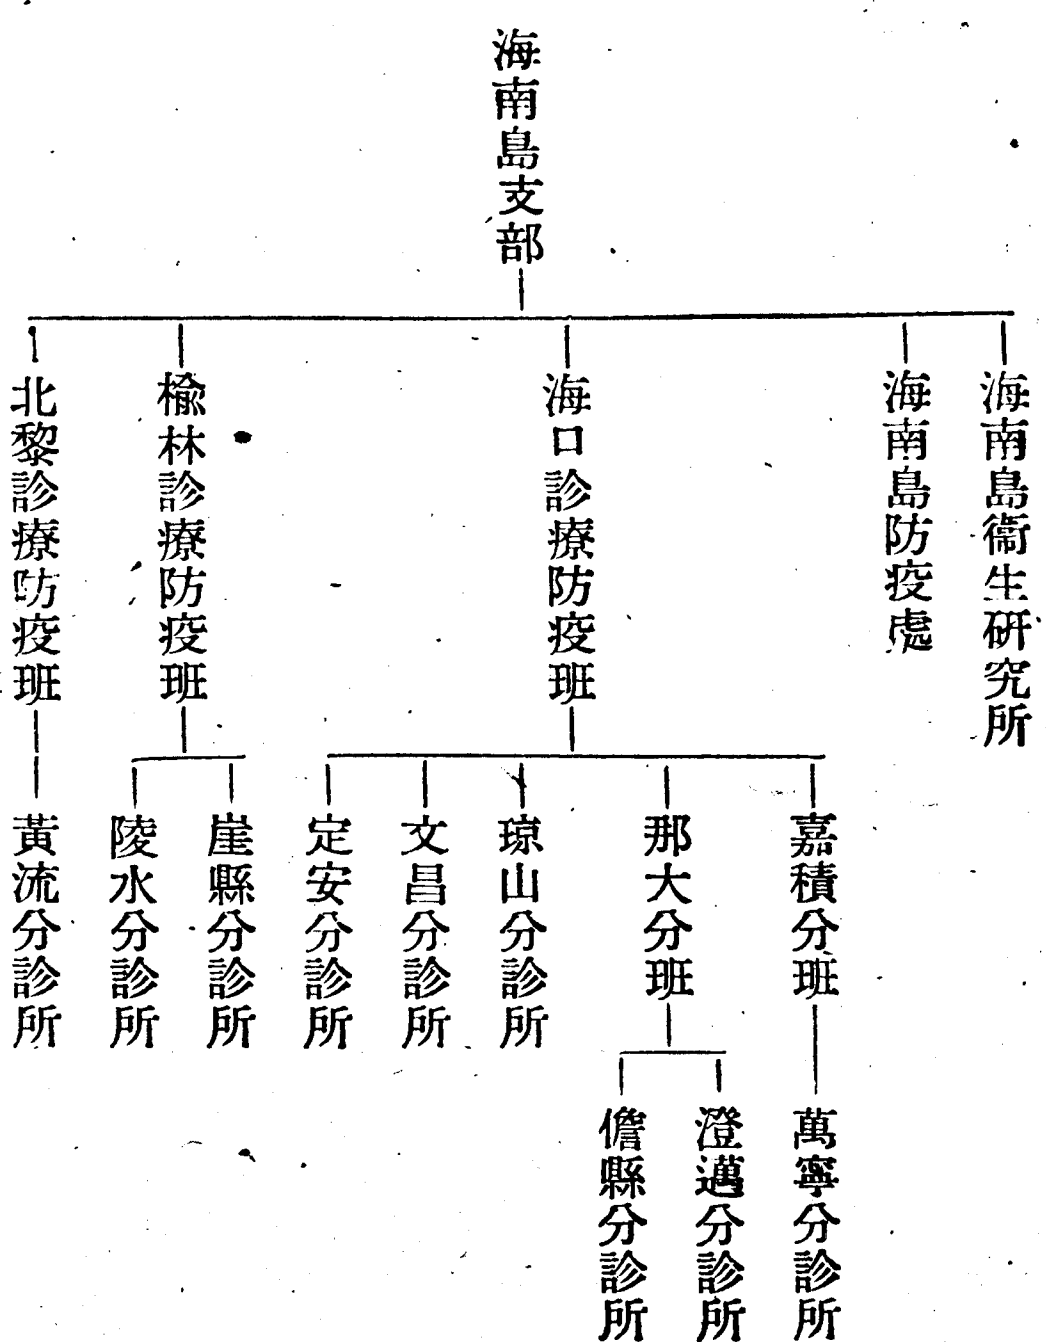 海南島支部
海南島衞生研究所
海南島防疫處
海口診療防疫班
楡林診療防疫班
北黎診療防疫班
嘉積分班
那大分班
琼山分診所
文昌分診所
定安分診所
崖縣分診所
陵水分診所
黃流分診所
萬寧分診所
澄邁分診所
儋縣分診所